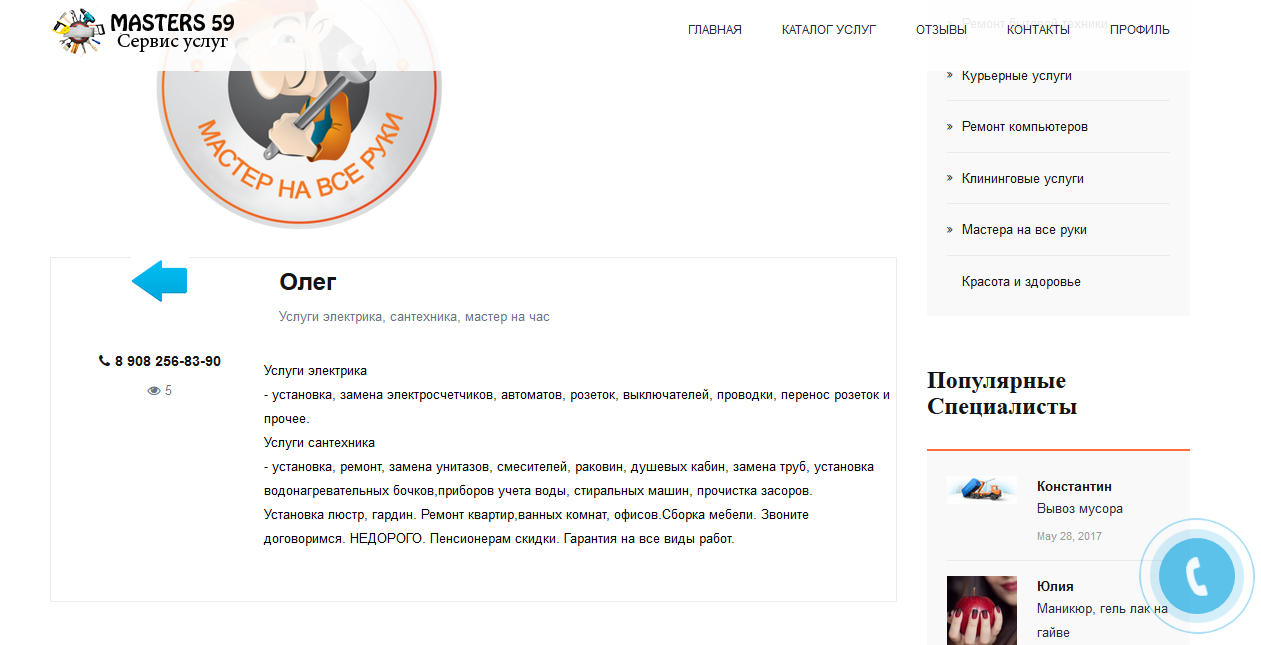 MASTERS 59
Сервис услуг
ГЛАВНАЯ
КАТАЛОГ УСЛУГ
ОТЗЫВЫ
КОНТАКТЫ
ПРОФИЛЬ
МАСТЕР НА ВСЕ РУКИ
Олег
Услуги электрика, сантехника, мастер на час
8 908 256-83-90
5
Услуги электрика
- установка, замена электросчетчиков, автоматов, розеток, выключателей, проводки, перенос розеток и
прочее.
Услуги сантехника
- установка, ремонт, замена унитазов, смесителей, раковин, душевых кабин, замена труб, установка
водонагревательных бочков,приборов учета воды, стиральных машин, прочистка засоров.
Установка люстр, гардин. Ремонт квартир,ванных комнат, офисов.Сборка мебели. Звоните
договоримся. НЕДОРОГО. Пенсионерам скидки. Гарантия на все виды работ.
Ремонт бытовой техники
» Курьерные услуги
» Ремонт компьютеров
» Клининговые услуги
» Мастера на все руки
Красота и здоровье
Популярные
Специалисты
Константин
Вывоз мусора
May 28, 2017
Юлия
Маникюр, гель лак на
гайве